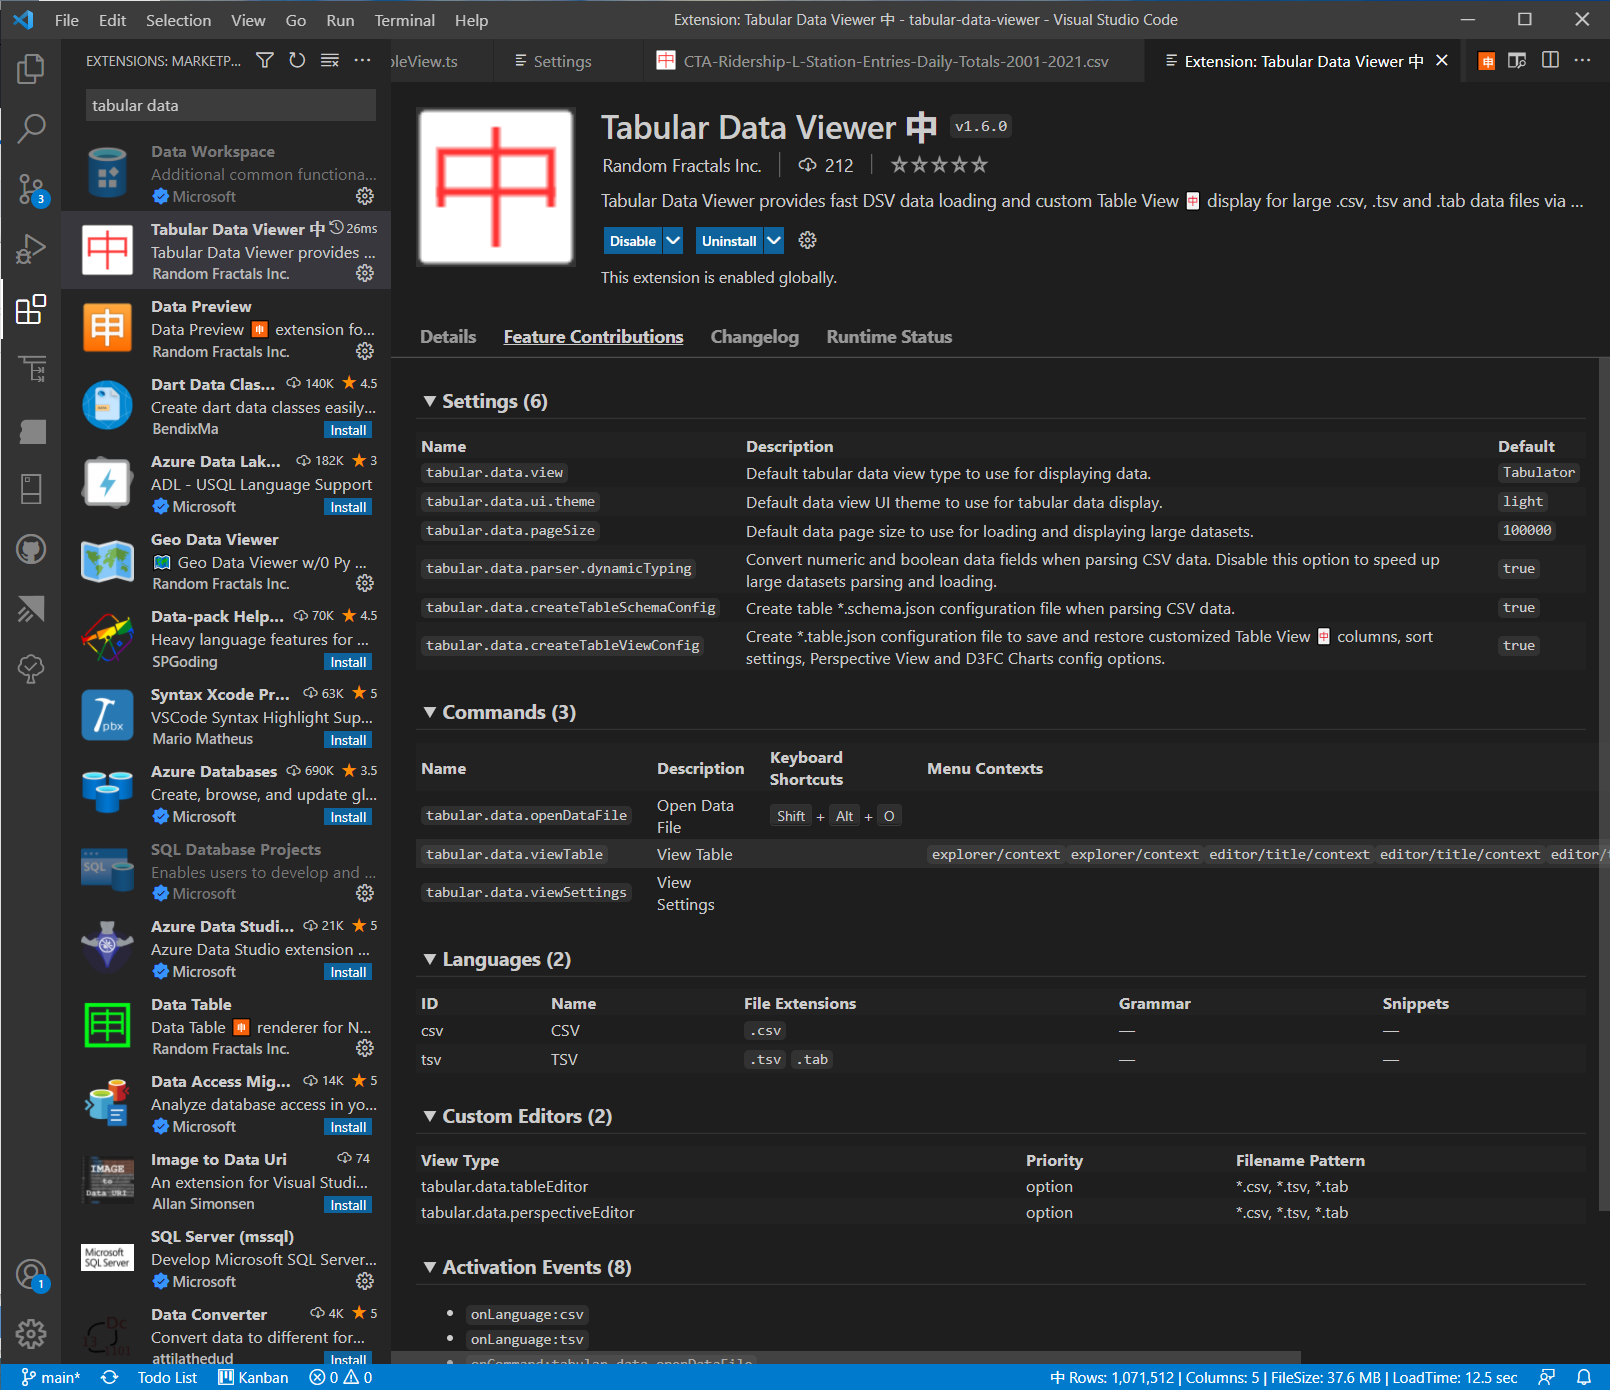 File Edit Selection View Go Run Terminal Help
Extension: Tabular Data Viewer 中 - tabular-data-viewer - Visual Studio Code
EXTENSIONS: MARKETP...
bleView.ts
Settings
中 CTA-Ridership-L-Station-Entries-Daily-Totals-2001-2021.csv
Extension: Tabular Data Viewer 中
tabular data
Data Workspace
Additional common functiona...
Microsoft
Tabular Data Viewer 中 26ms
Tabular Data Viewer provides ...
Random Fractals Inc.
Data Preview
Data Preview 申 extension fo...
Random Fractals Inc.
Dart Data Clas... 140K ★ 4.5
Create dart data classes easily...
BendixMa
Install
Azure Data Lak... 182K ★ 3
ADL - USQL Language Support
Microsoft
Install
Geo Data Viewer
Geo Data Viewer w/0 Py ...
Random Fractals Inc.
Data-pack Help... 70K ★ 4.5
Heavy language features for ...
SPGoding
Install
Syntax Xcode Pr... 63K ★ 5
VSCode Syntax Highlight Sup...
Mario Matheus
Install
pbx
Azure Databases 690K ★ 3.5
Create, browse, and update gl...
Microsoft
Install
SQL Database Projects
Enables users to develop and ...
Microsoft
SQL
Azure Data Studi... 21K ★ 5
Azure Data Studio extension ...
Microsoft
Install
Data Table
Data Table 申 renderer for N...
Random Fractals Inc.
Data Access Mig... 14K ★ 5
Analyze database access in yo...
Microsoft
Install
IMAGE
to
Data URI
Image to Data Uri 74
An extension for Visual Studi...
Allan Simonsen
Install
Microsoft
SQL Server
SQL Server (mssql)
Develop Microsoft SQL Server...
Microsoft
Data Converter 4K ★ 5
Convert data to different for...
attilathedud
Install
中
Tabular Data Viewer 中 v1.6.0
Random Fractals Inc. 212
Tabular Data Viewer provides fast DSV data loading and custom Table View 中 display for large .csv, .tsv and .tab data files via ...
Disable Uninstall
This extension is enabled globally.
Details Feature Contributions Changelog Runtime Status
Settings (6)
Name Description Default
tabular.data.view Default tabular data view type to use for displaying data. Tabulator
tabular.data.ui.theme Default data view UI theme to use for tabular data display. light
tabular.data.pageSize Default data page size to use for loading and displaying large datasets. 100000
tabular.data.parser.dynamicTyping Convert numeric and boolean data fields when parsing CSV data. Disable this option to speed up
large datasets parsing and loading. true
tabular.data.createTableSchemaConfig Create table *.schema.json configuration file when parsing CSV data. true
tabular.data.createTableViewConfig Create *.table.json configuration file to save and restore customized Table View 中 columns, sort
settings, Perspective View and D3FC Charts config options. true
Commands (3)
Name Description Keyboard Shortcuts Menu Contexts
tabular.data.openDataFile Open Data File Shift + Alt + O
tabular.data.viewTable View Table explorer/context explorer/context editor/title/context editor/title/context editor/t
tabular.data.viewSettings View Settings
Languages (2)
ID Name File Extensions Grammar Snippets
csv CSV .csv — —
tsv TSV .tsv .tab — —
Custom Editors (2)
View Type Priority Filename Pattern
tabular.data.tableEditor option *.csv, *.tsv, *.tab
tabular.data.perspectiveEditor option *.csv, *.tsv, *.tab
Activation Events (8)
• onLanguage:csv
• onLanguage:tsv
• onCommand:tabular.data.openDataFile
3
1
main* Todo List Kanban 0 0
中 Rows: 1,071,512 | Columns: 5 | FileSize: 37.6 MB | LoadTime: 12.5 sec